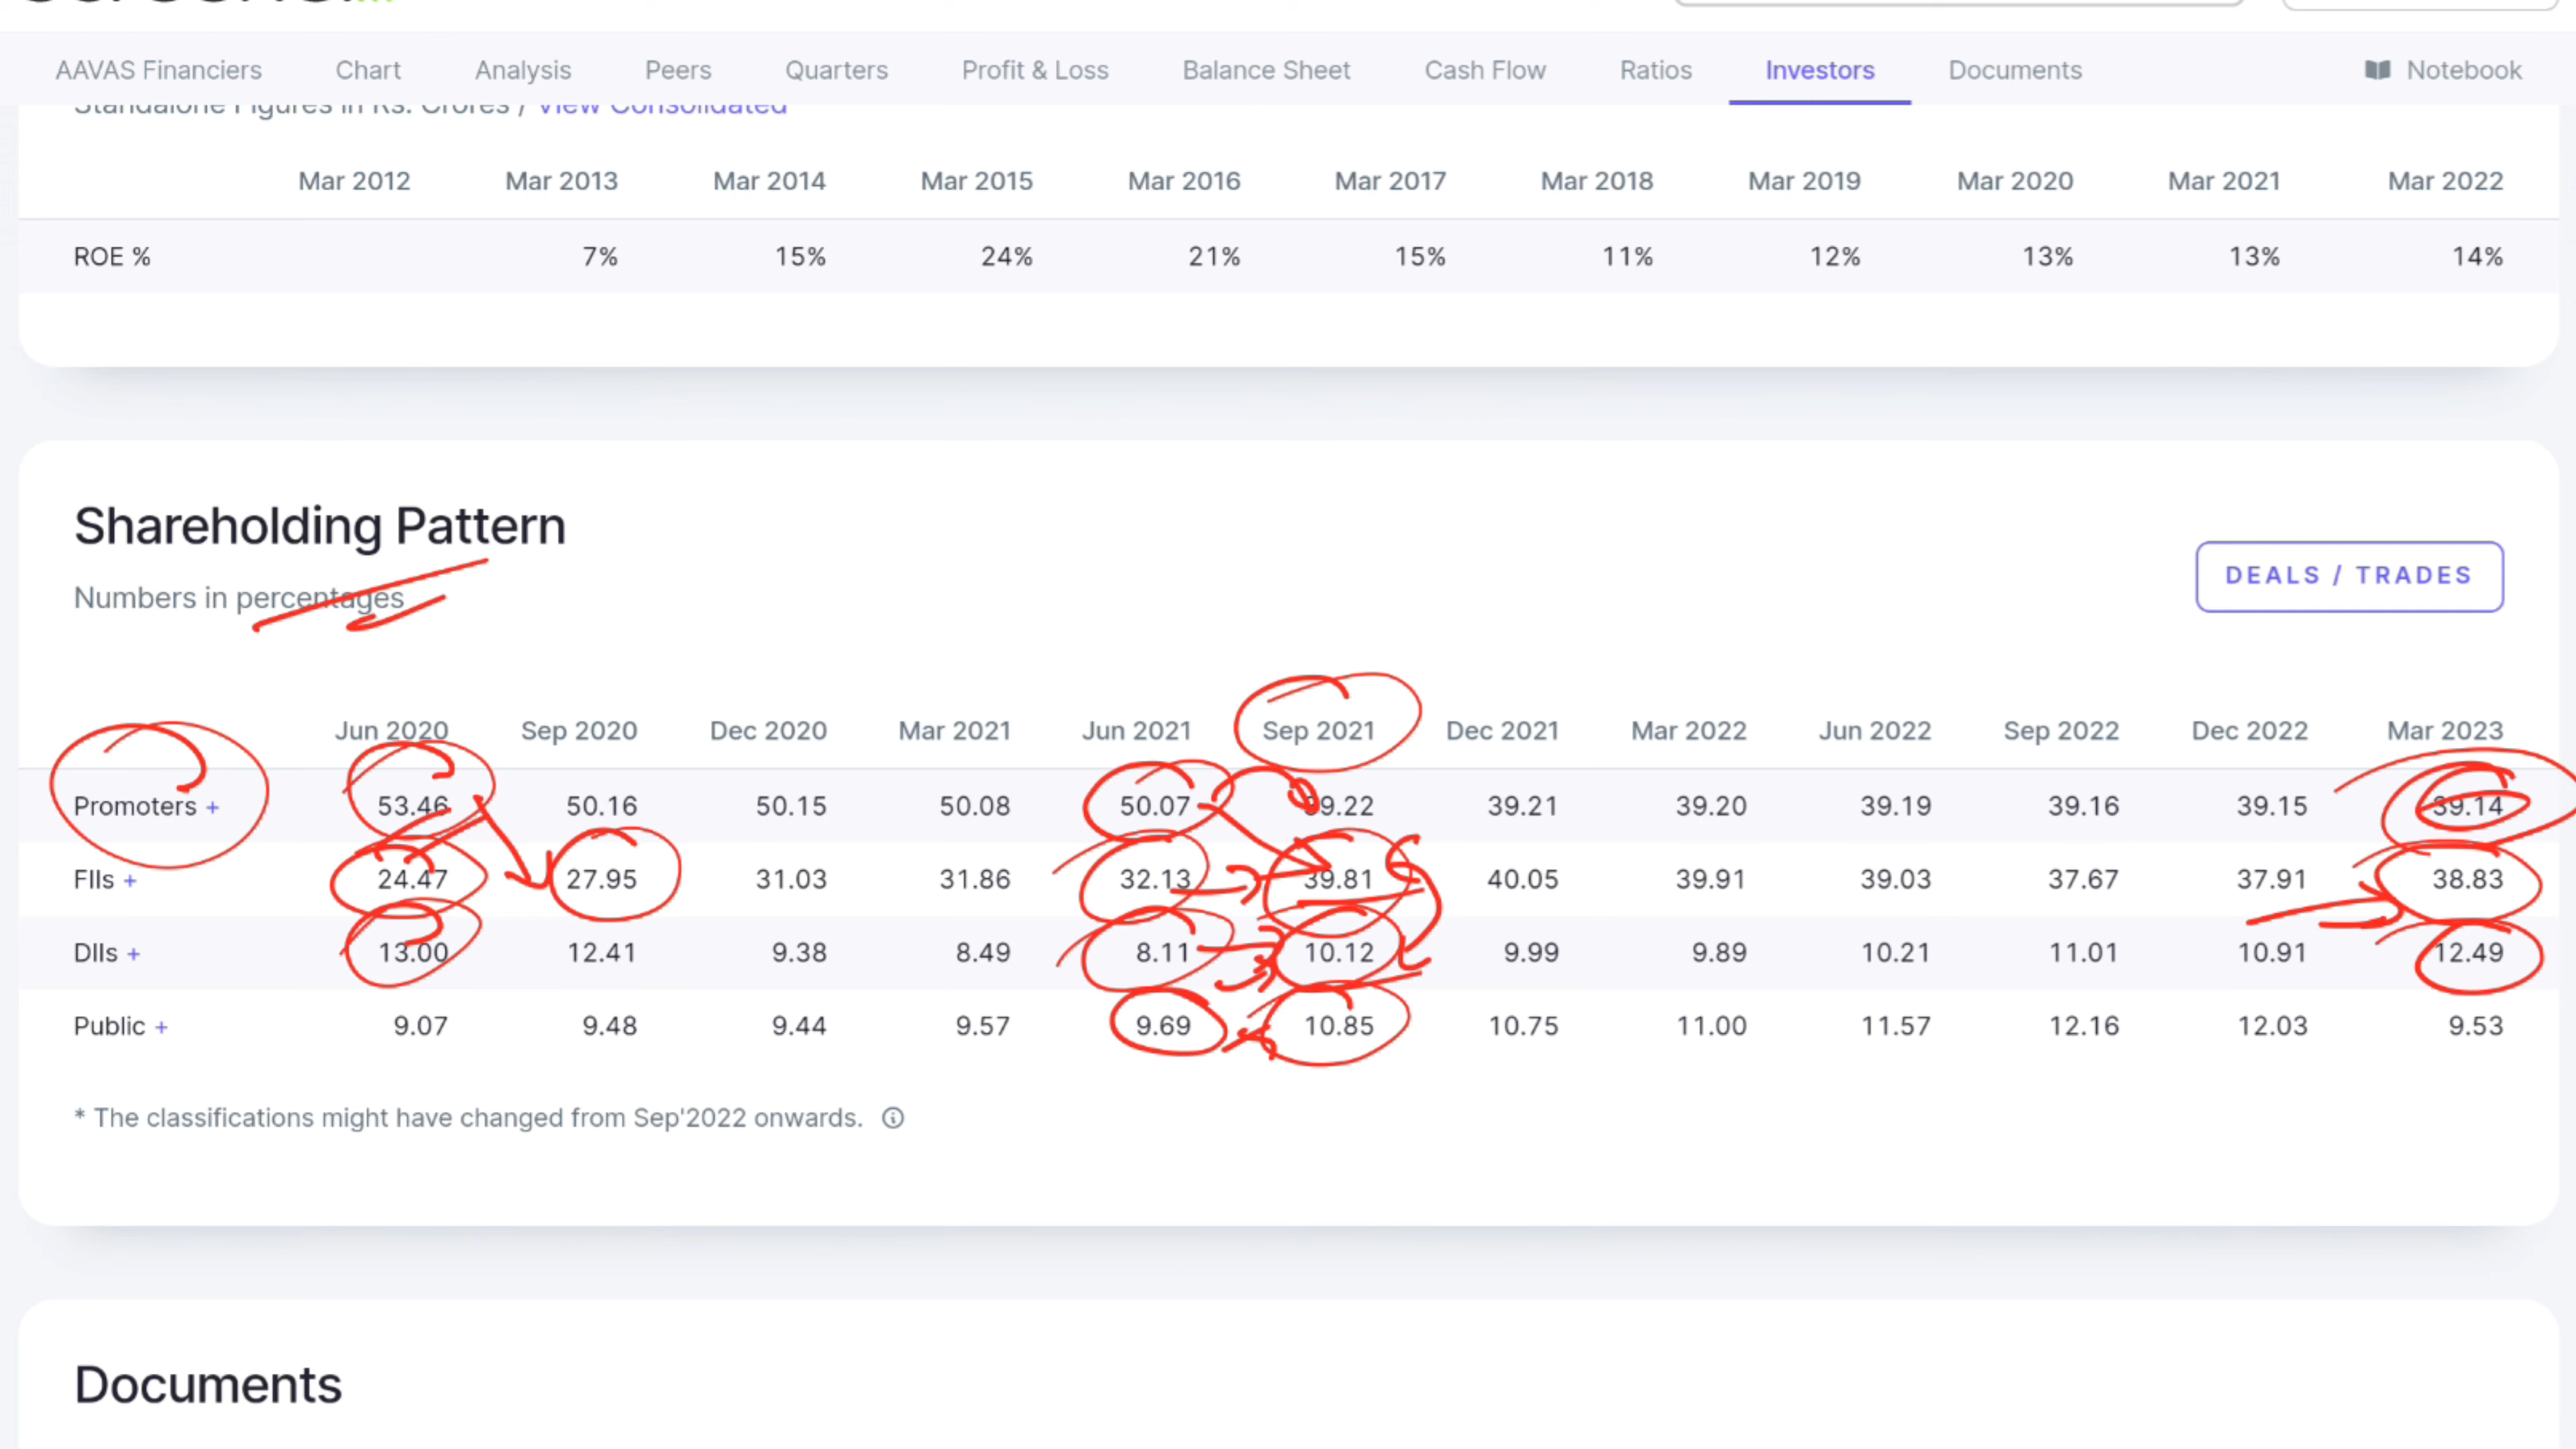 AAVAS Financiers Chart Analysis Peers Quarters Profit & Loss Balance Sheet Cash Flow Ratios Investors Documents Notebook
Standalone Figures in Rs. Crores / View Consolidated
Mar 2012 Mar 2013 Mar 2014 Mar 2015 Mar 2016 Mar 2017 Mar 2018 Mar 2019 Mar 2020 Mar 2021 Mar 2022
ROE % 7% 15% 24% 21% 15% 11% 12% 13% 13% 14%
Shareholding Pattern
Numbers in percentages
DEALS / TRADES
Jun 2020 Sep 2020 Dec 2020 Mar 2021 Jun 2021 Sep 2021 Dec 2021 Mar 2022 Jun 2022 Sep 2022 Dec 2022 Mar 2023
Promoters + 53.46 50.16 50.15 50.08 50.07 39.22 39.21 39.20 39.19 39.16 39.15 39.14
FIIs + 24.47 27.95 31.03 31.86 32.13 39.81 40.05 39.91 39.03 37.67 37.91 38.83
DIIs + 13.00 12.41 9.38 8.49 8.11 10.12 9.99 9.89 10.21 11.01 10.91 12.49
Public + 9.07 9.48 9.44 9.57 9.69 10.85 10.75 11.00 11.57 12.16 12.03 9.53
* The classifications might have changed from Sep'2022 onwards.
Documents